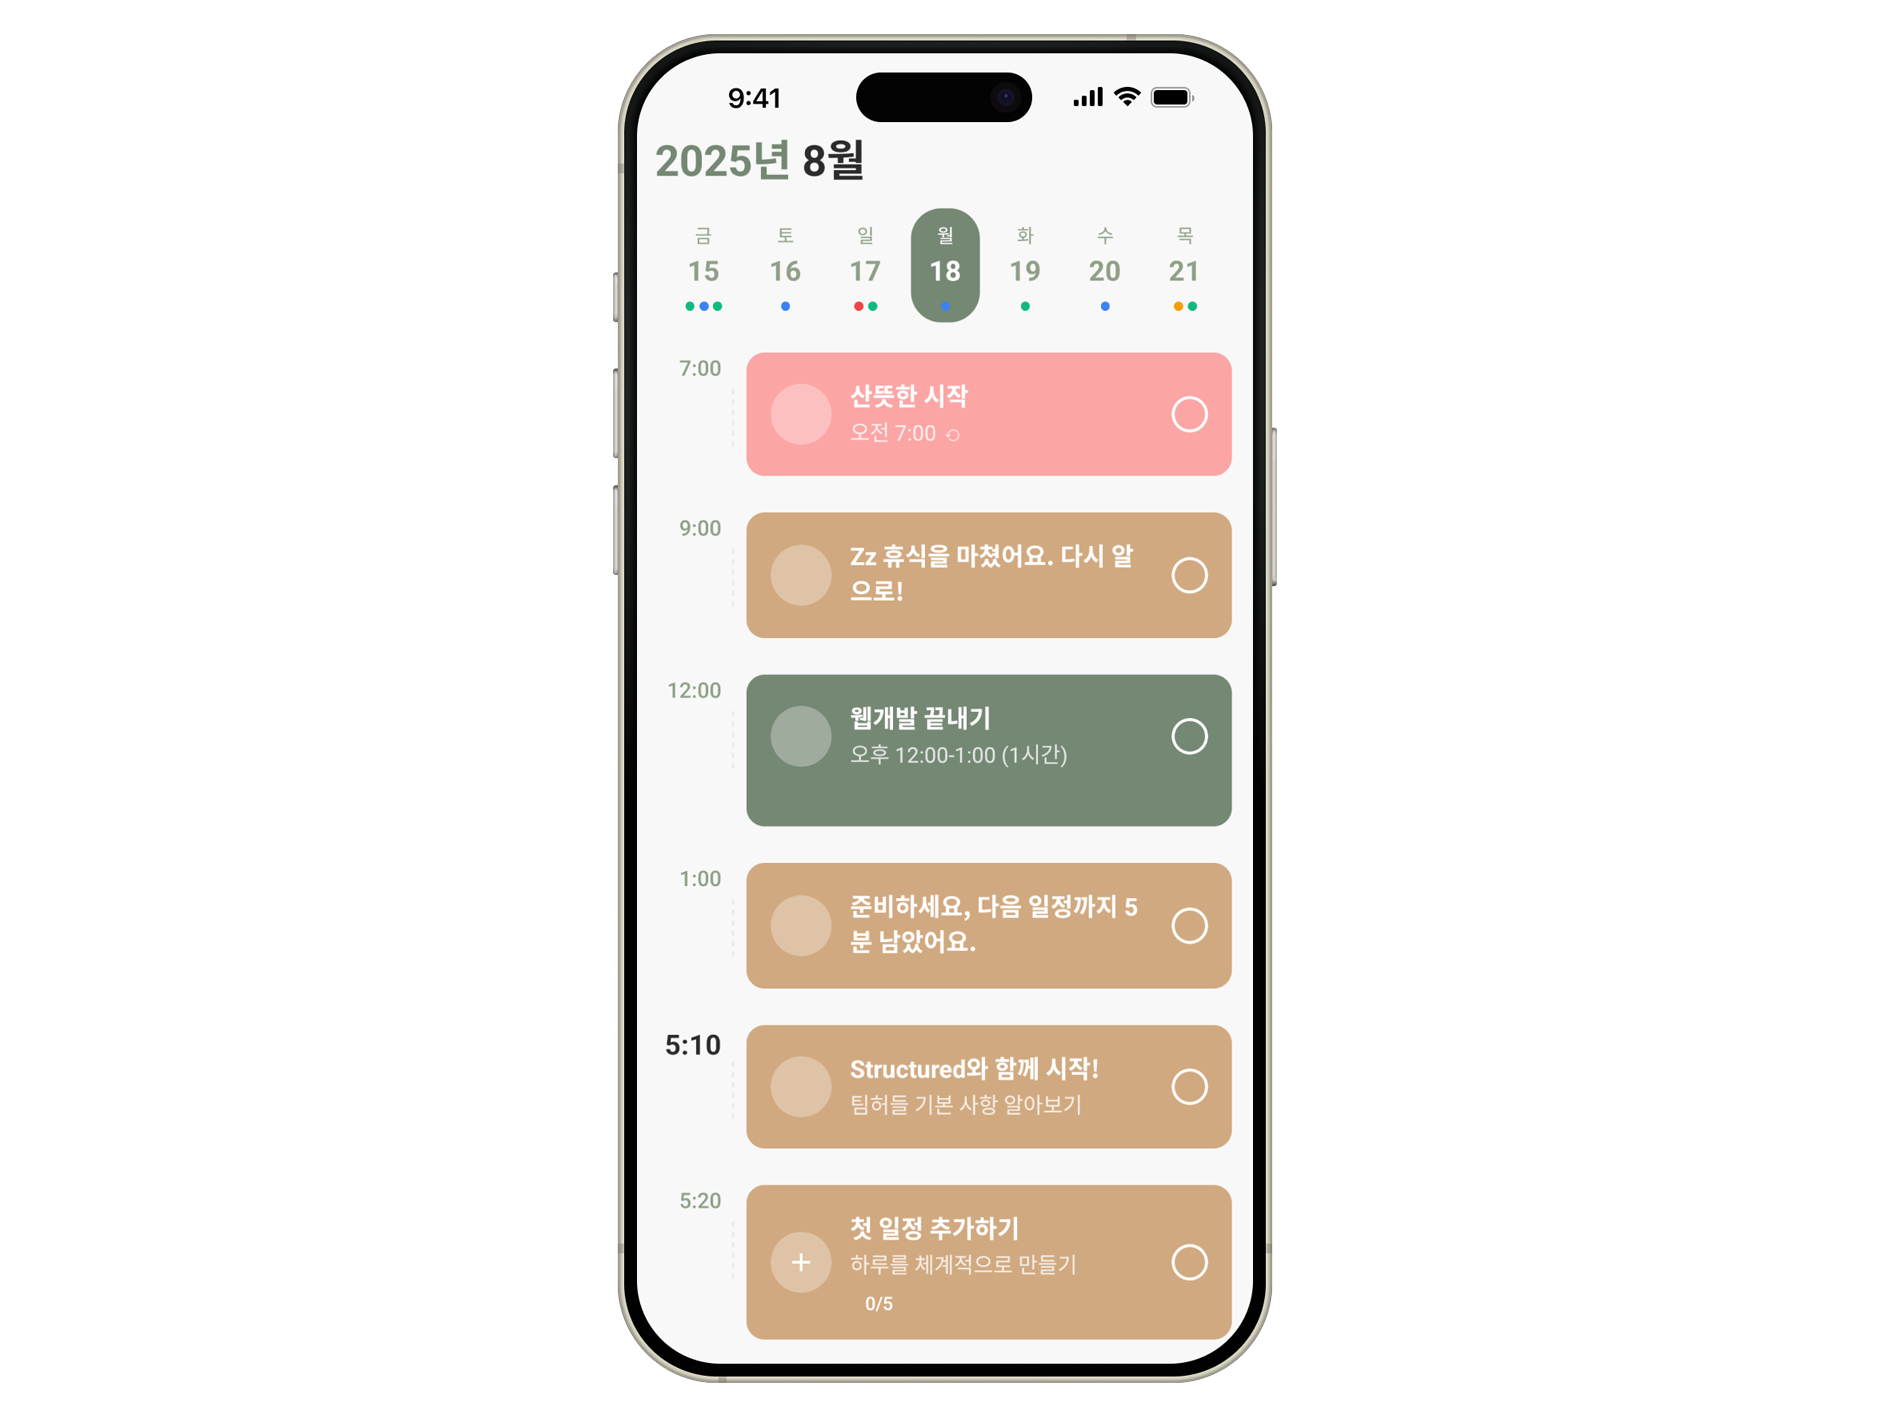 9:41
2025년 8월
금 토 일 월 화 수 목
15 16 17 18 19 20 21
7:00
산뜻한 시작
오전 7:00
9:00
Zz 휴식을 마쳤어요. 다시 알
으로!
12:00
웹개발 끝내기
오후 12:00-1:00 (1시간)
1:00
준비하세요, 다음 일정까지 5
분 남았어요.
5:10
Structured와 함께 시작!
팀허들 기본 사항 알아보기
5:20
첫 일정 추가하기
하루를 체계적으로 만들기
0/5